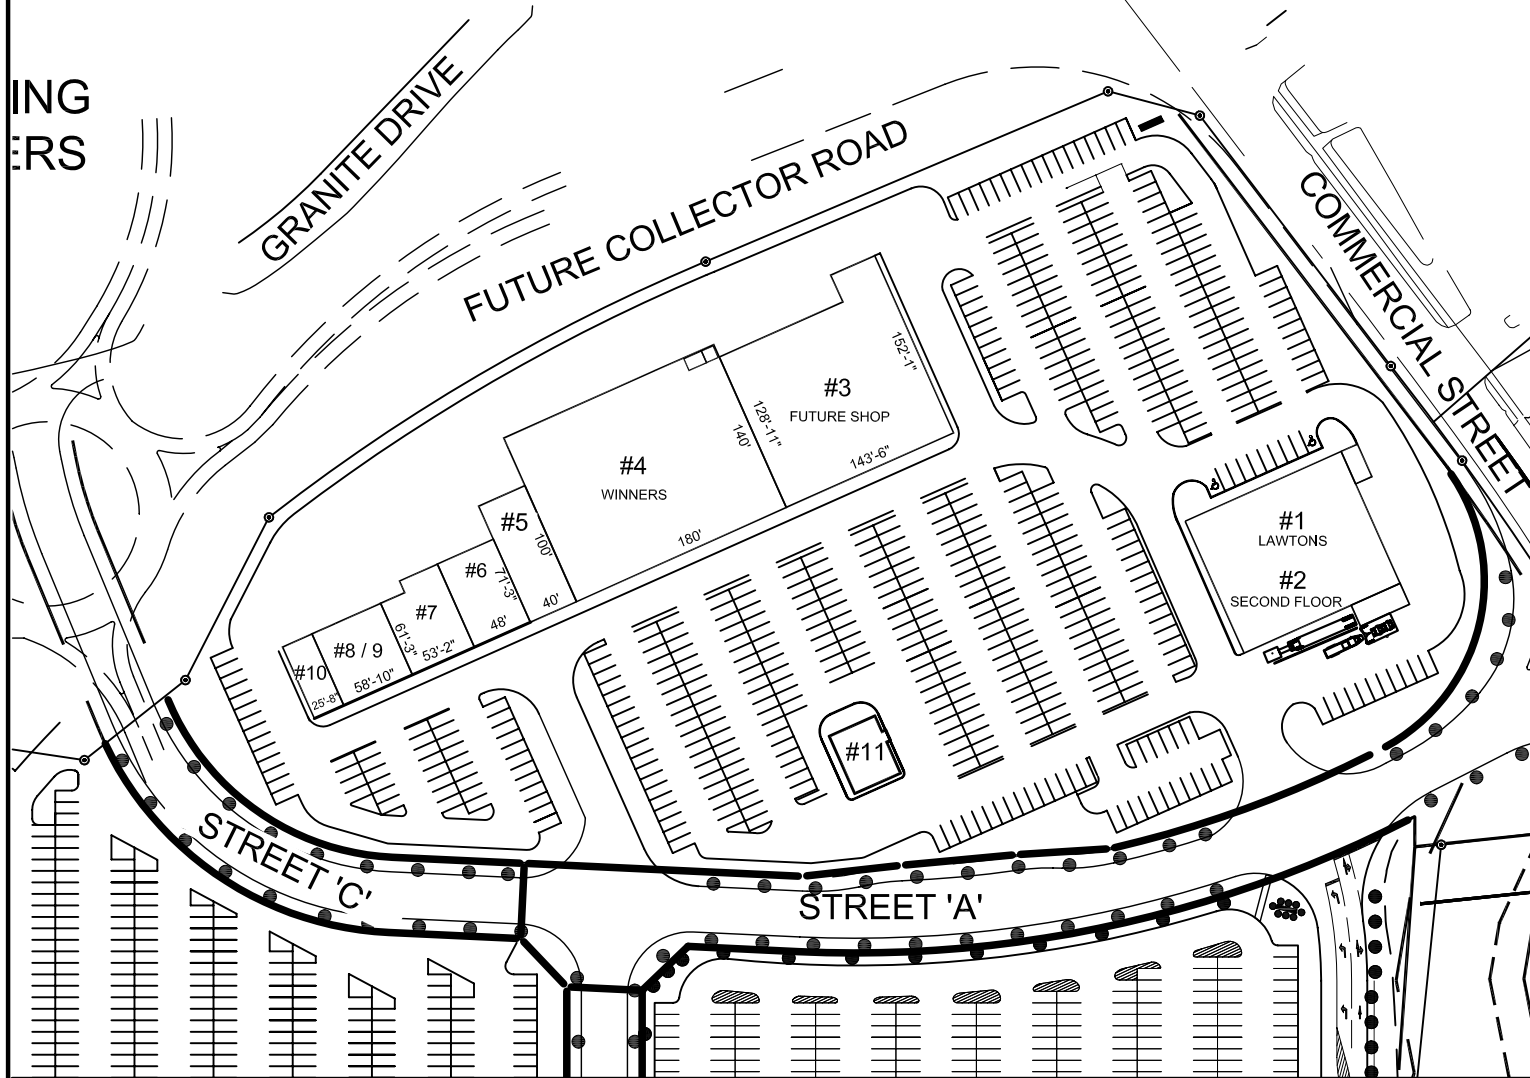 ING
ERS
GRANITE DRIVE
FUTURE COLLECTOR ROAD
COMMERCIAL STREET
#3
FUTURE SHOP
152'-1"
128'-11"
143'-6"
#4
WINNERS
140'
180'
#5
100'
40'
#6
71'-3"
48'
#7
61'-3"
53'-2"
#8 / 9
58'-10"
#10
25'-8"
#1
LAWTONS
#2
SECOND FLOOR
#11
STREET 'C'
STREET 'A'